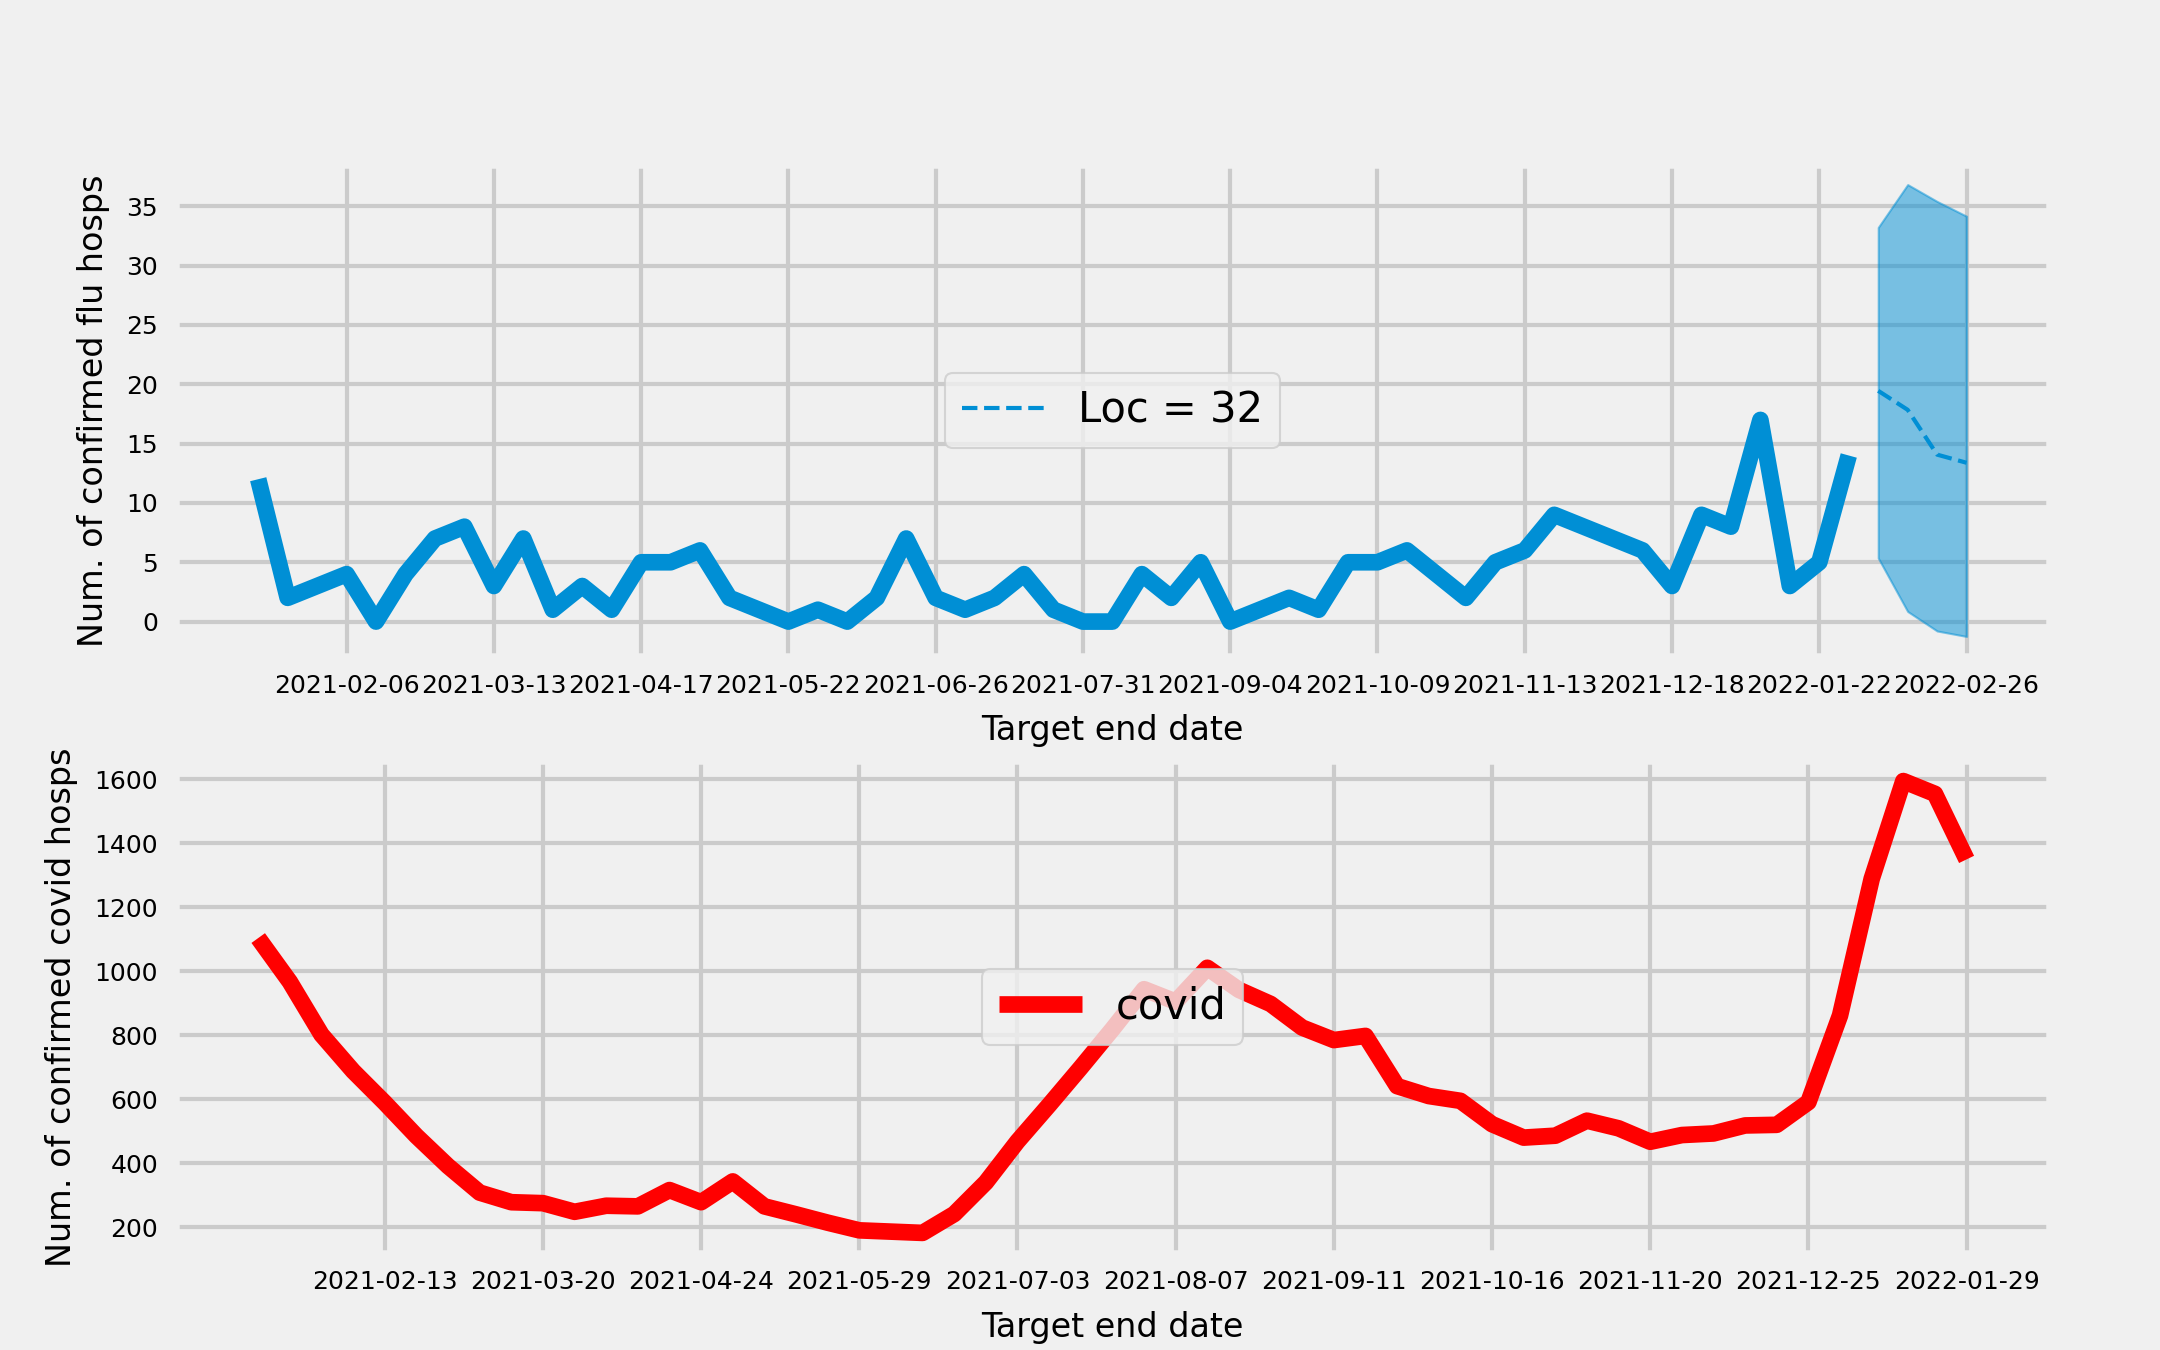 Num. of confirmed flu hosps
35
30
25
20
15
10
5
0
Loc = 32
2021-02-06 2021-03-13 2021-04-17 2021-05-22 2021-06-26 2021-07-31 2021-09-04 2021-10-09 2021-11-13 2021-12-18 2022-01-22 2022-02-26
Target end date
Num. of confirmed covid hosps
1600
1400
1200
1000
800
600
400
200
covid
2021-02-13 2021-03-20 2021-04-24 2021-05-29 2021-07-03 2021-08-07 2021-09-11 2021-10-16 2021-11-20 2021-12-25 2022-01-29
Target end date